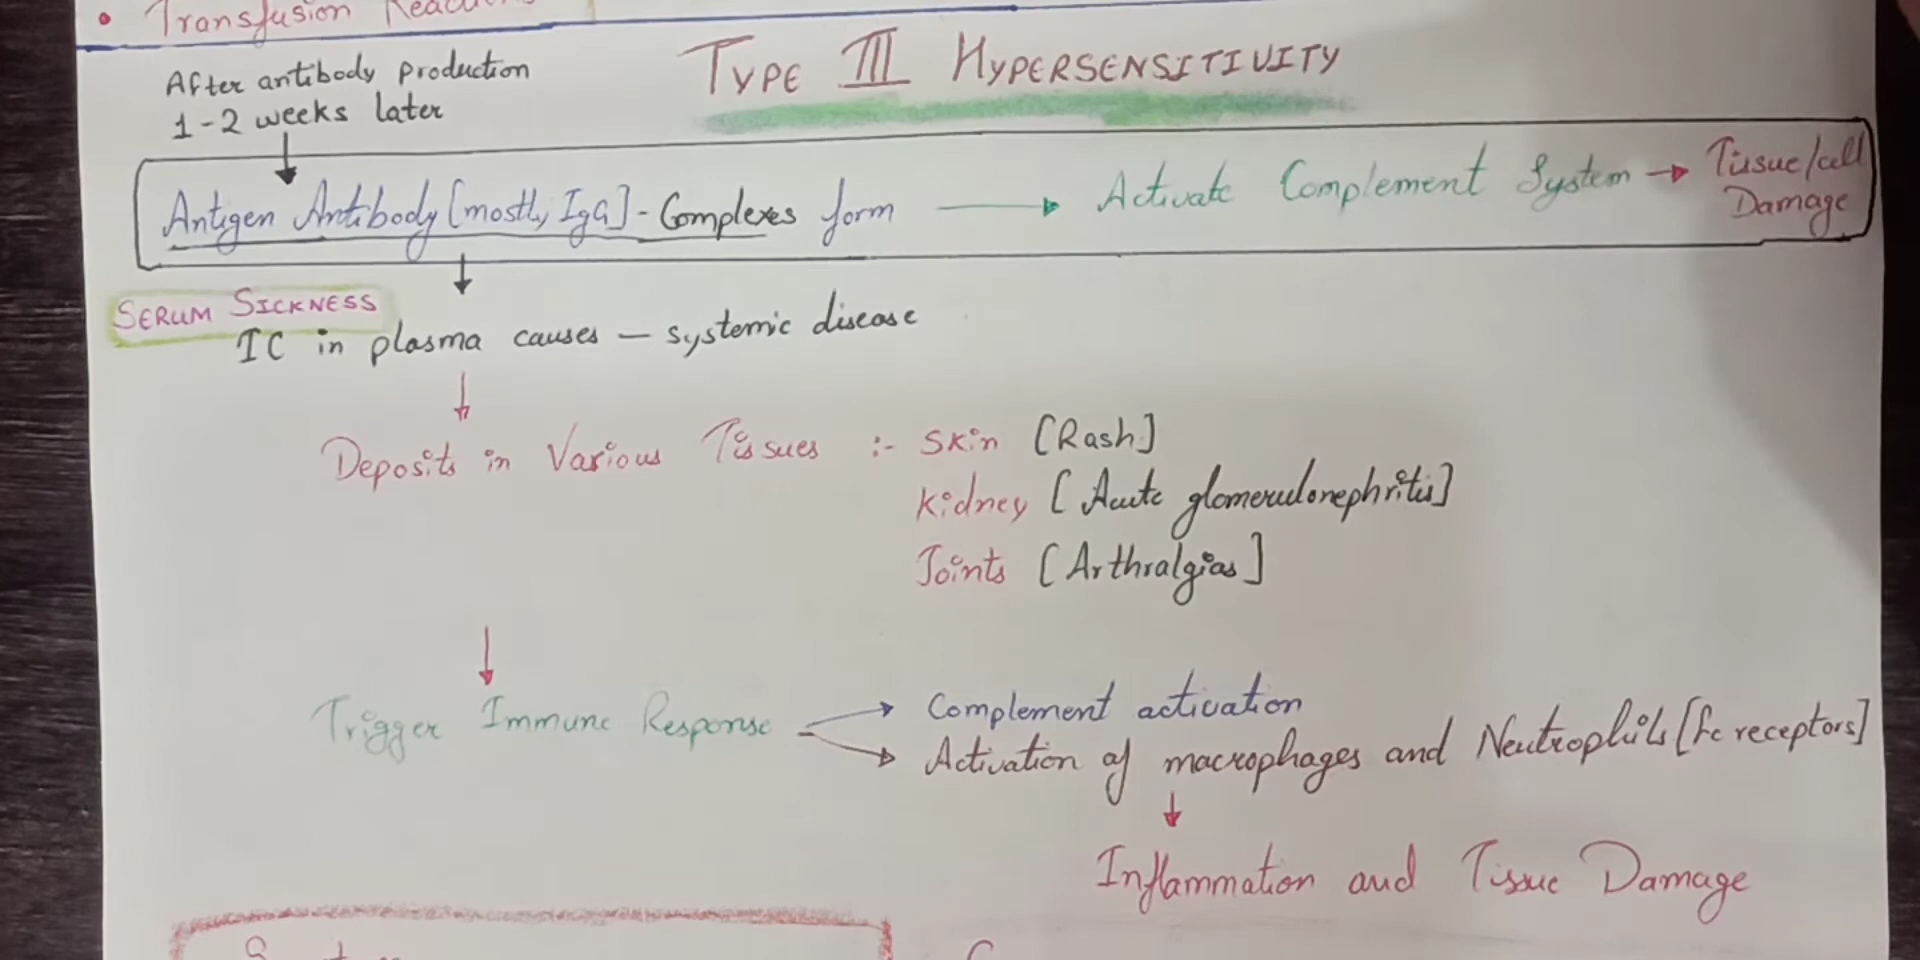 • Transfusion Reactions
After antibody production
1-2 weeks later
TYPE III HYPERSENSITIVITY
Antigen Antibody [mostly IgG] - Complexes form → Activate Complement System → Tissue/cell Damage
SERUM SICKNESS
IC in plasma causes — systemic disease
Deposits in Various Tissues :- Skin [Rash]
Kidney [Acute glomerulonephritis]
Joints [Arthralgias]
Trigger Immune Response
Complement activation
Activation of macrophages and Neutrophils [Fc receptors]
Inflammation and Tissue Damage